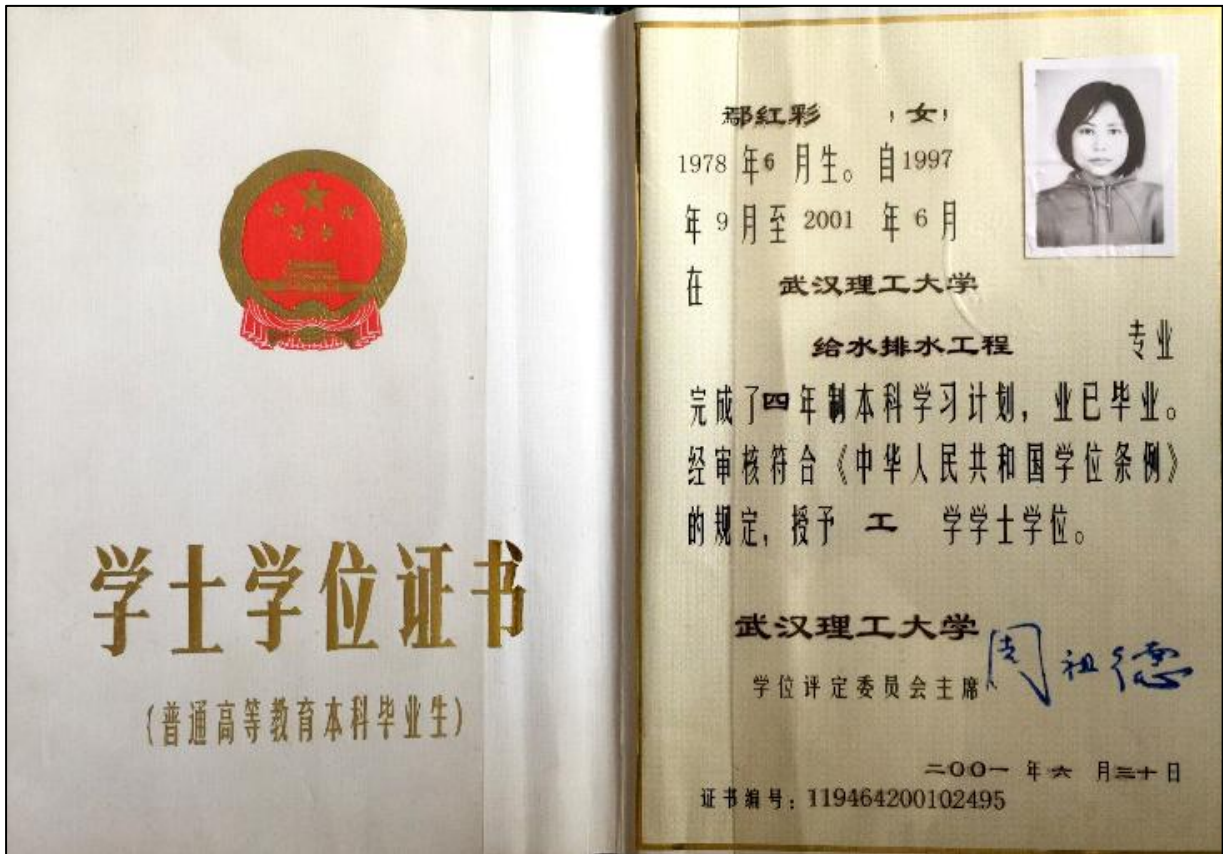 学士学位证书
(普通高等教育本科毕业生)
鄢红彩 ,女,
1978 年6 月生。自1997
年 9 月至 2001 年 6 月
在 武汉理工大学
给水排水工程 专业
完成了四年制本科学习计划，业已毕业。
经审核符合《中华人民共和国学位条例》
的规定，授予 工 学学士学位。
武汉理工大学
学位评定委员会主席 周祖德
二〇〇一 年 六 月三十日
证书编号：119464200102495